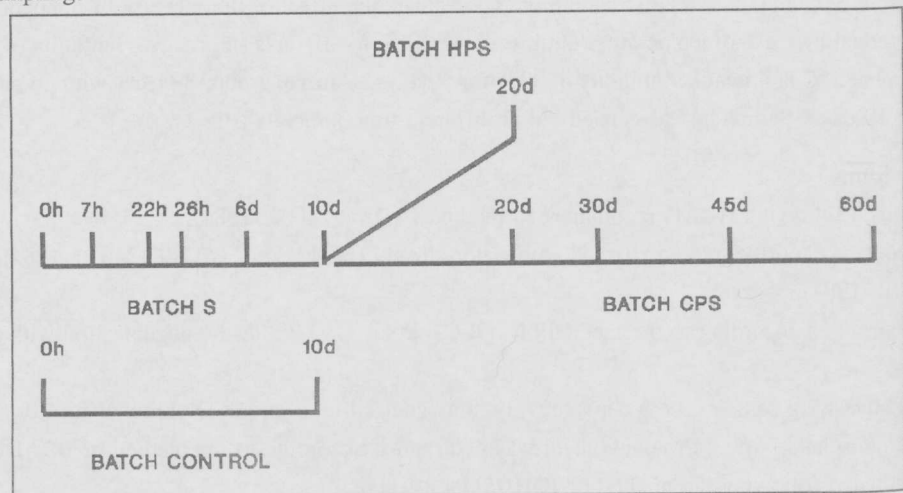 BATCH HPS
20d
0h 7h 22h 26h 6d 10d 20d 30d 45d 60d
BATCH S BATCH CPS
0h 10d
BATCH CONTROL